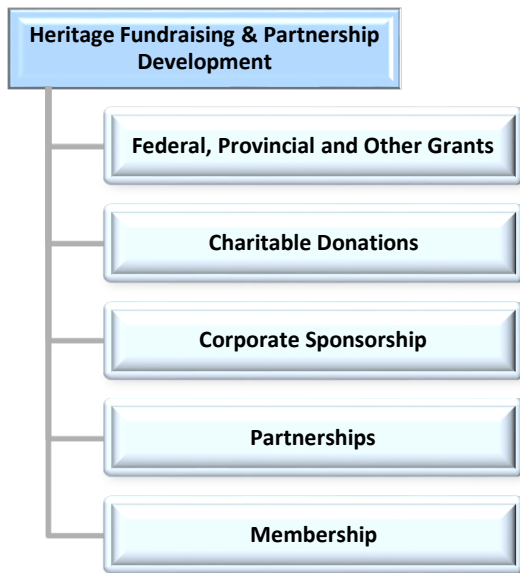 Heritage Fundraising & Partnership
Development
Federal, Provincial and Other Grants
Charitable Donations
Corporate Sponsorship
Partnerships
Membership